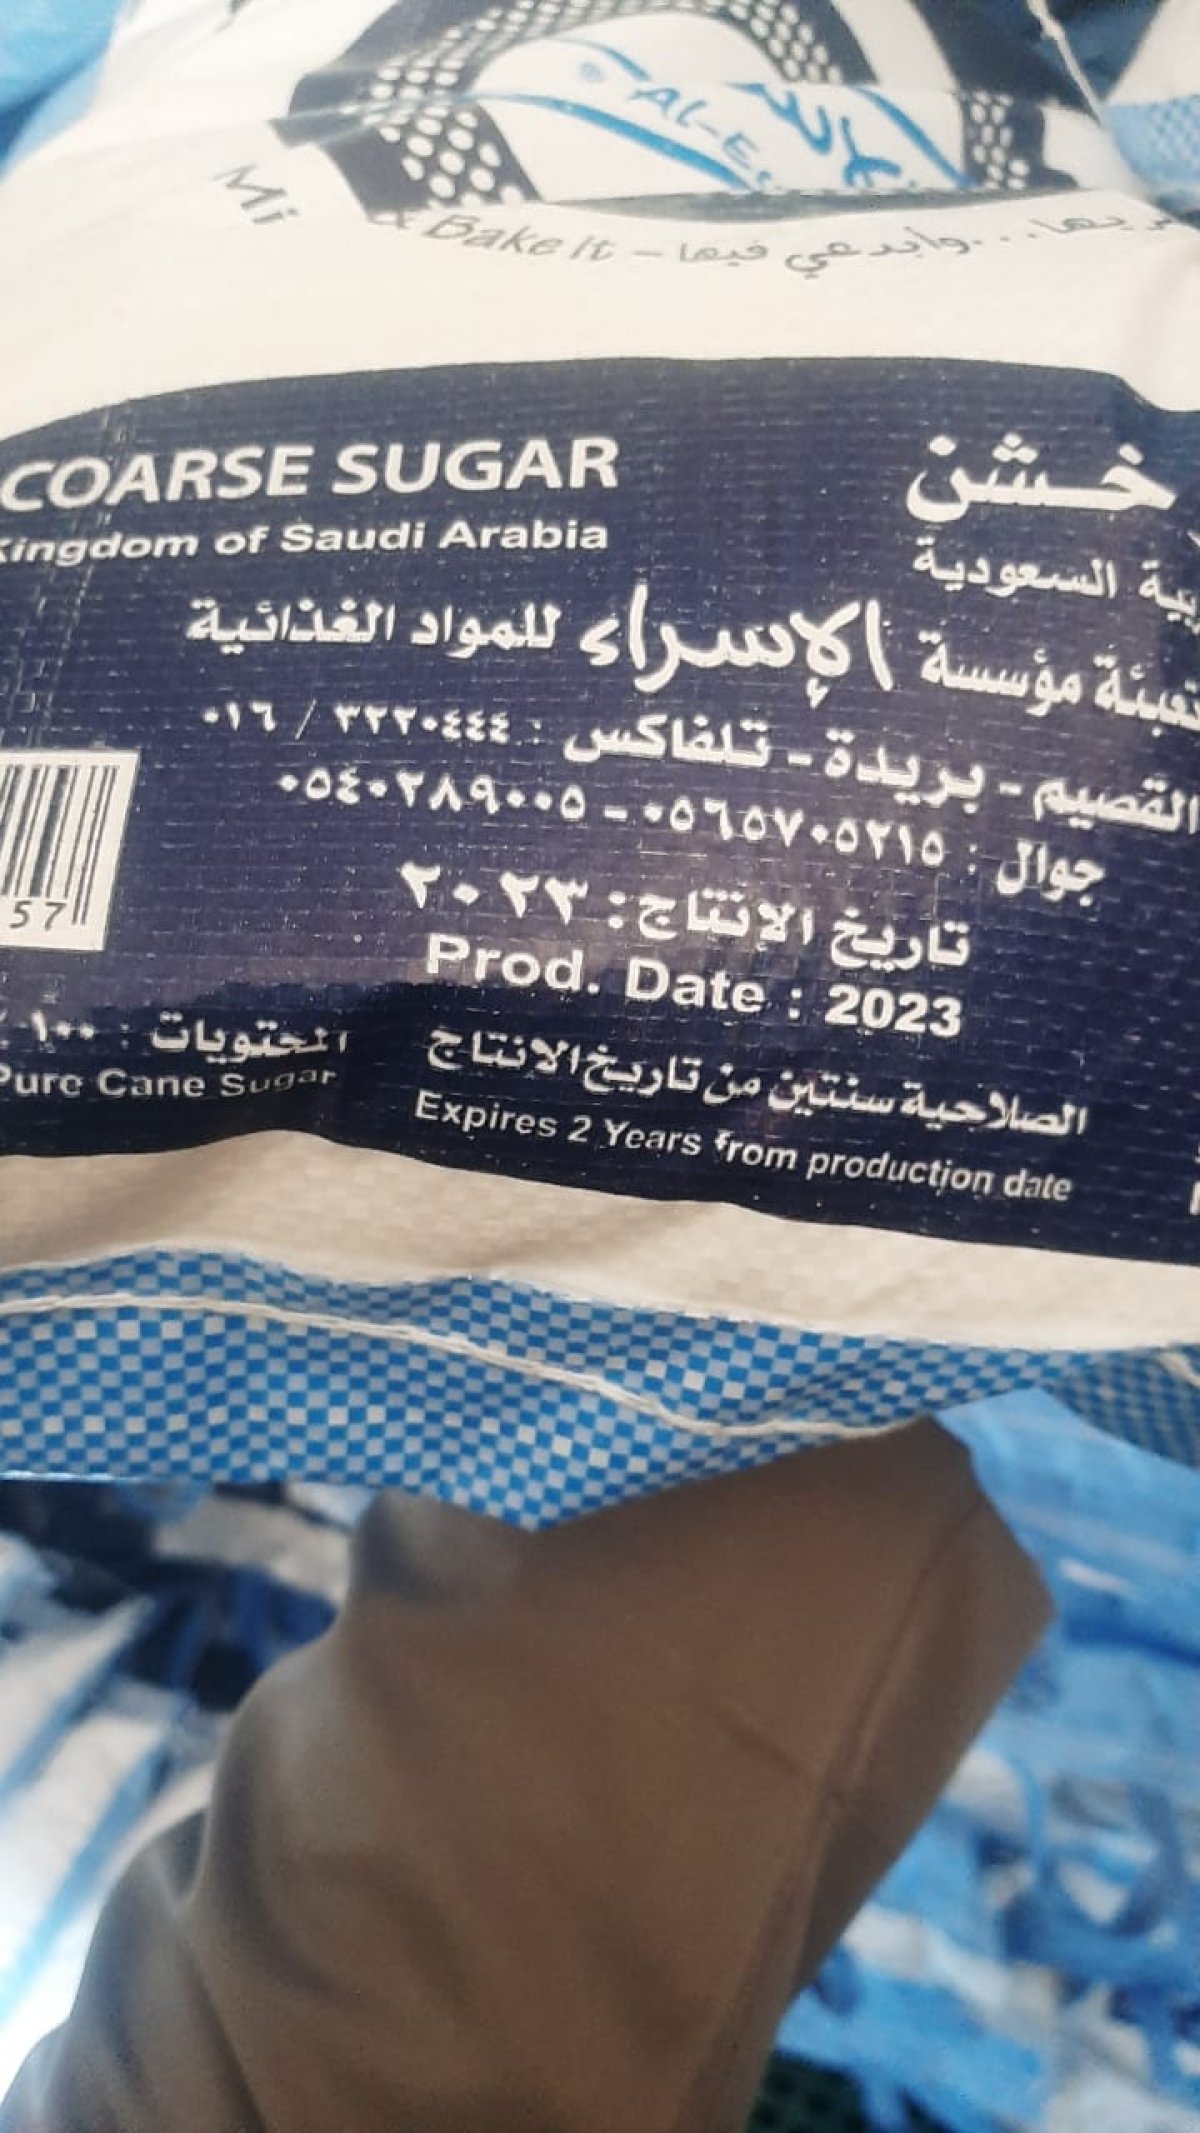 AL-Es
Mi & Bake It - وابدعي فيها...
COARSE SUGAR خشن
Kingdom of Saudi Arabia السعودية
تعبئة مؤسسة الإسراء للمواد الغذائية
القصيم - بريدة - تلفاكس : ٣٢٢٠٤٤٤ / ٠١٦
جوال : ٠٥٦٥٧٠٥٢١٥ - ٠٥٤٠٢٨٩٠٠٥
57
تاريخ الانتاج : ٢٠٢٣
Prod. Date : 2023
المحتويات : ١٠٠
Pure Cane Sugar
الصلاحية سنتين من تاريخ الانتاج
Expires 2 Years from production date